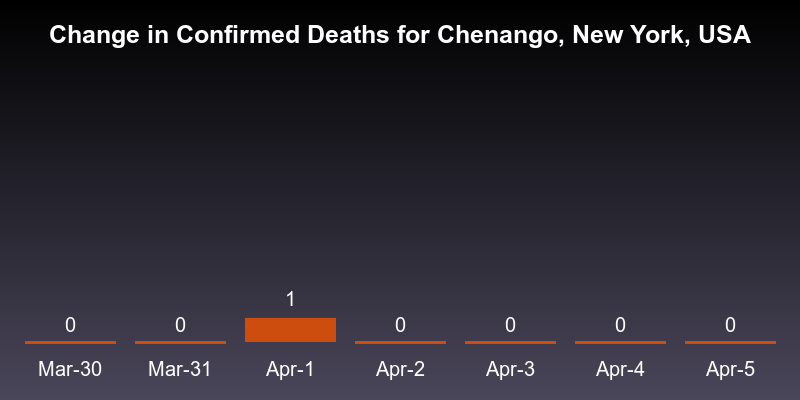 Change in Confirmed Deaths for Chenango, New York, USA
1
0 0 0 0 0 0
Mar-30 Mar-31 Apr-1 Apr-2 Apr-3 Apr-4 Apr-5